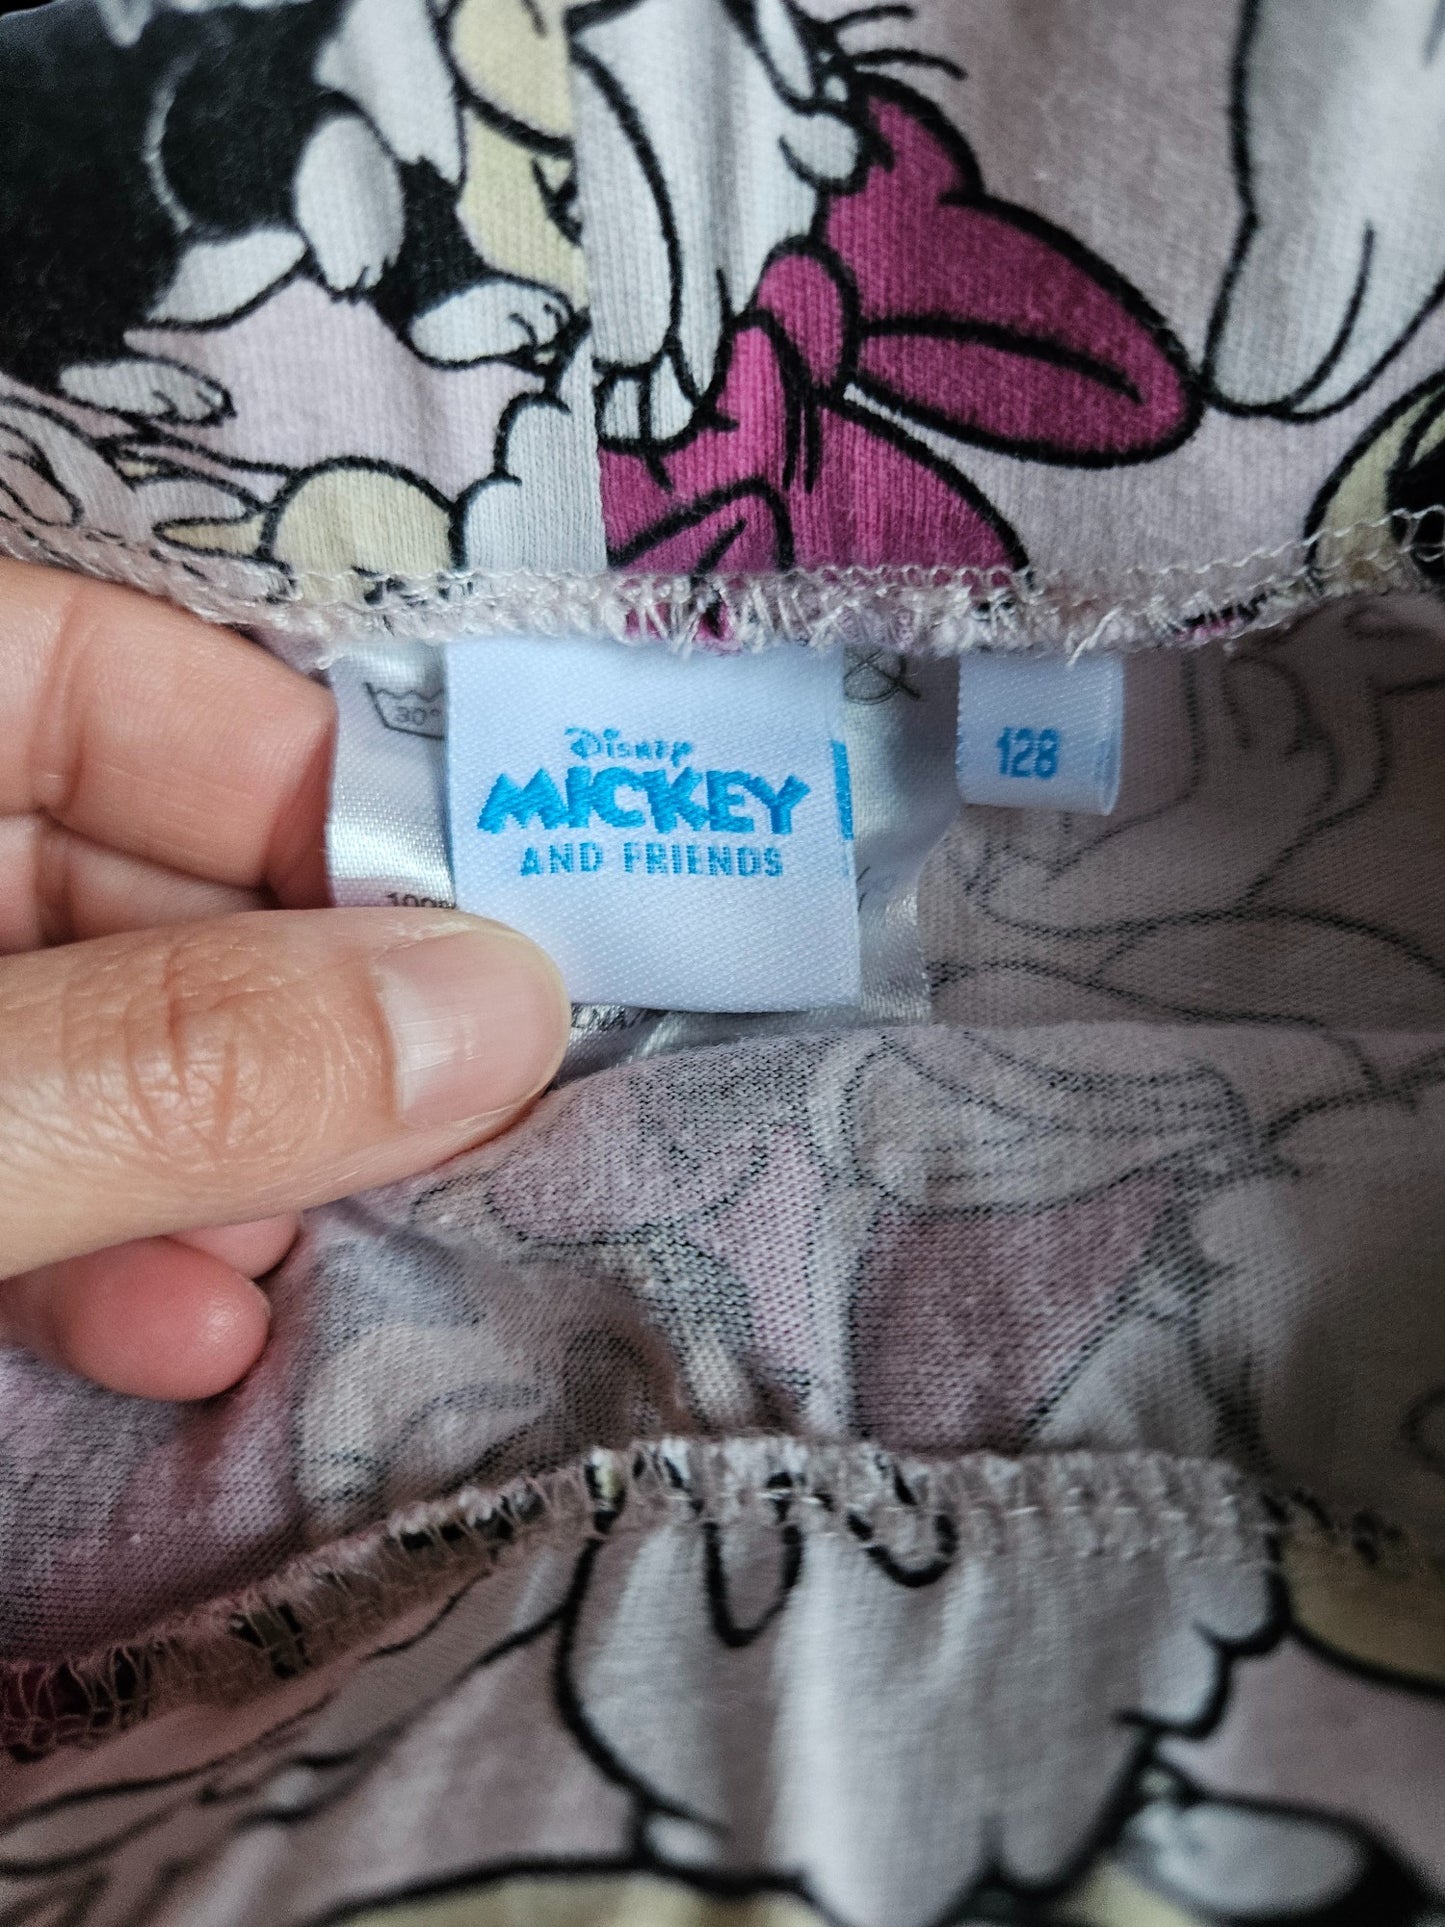 30°
Disney
MICKEY
AND FRIENDS
128